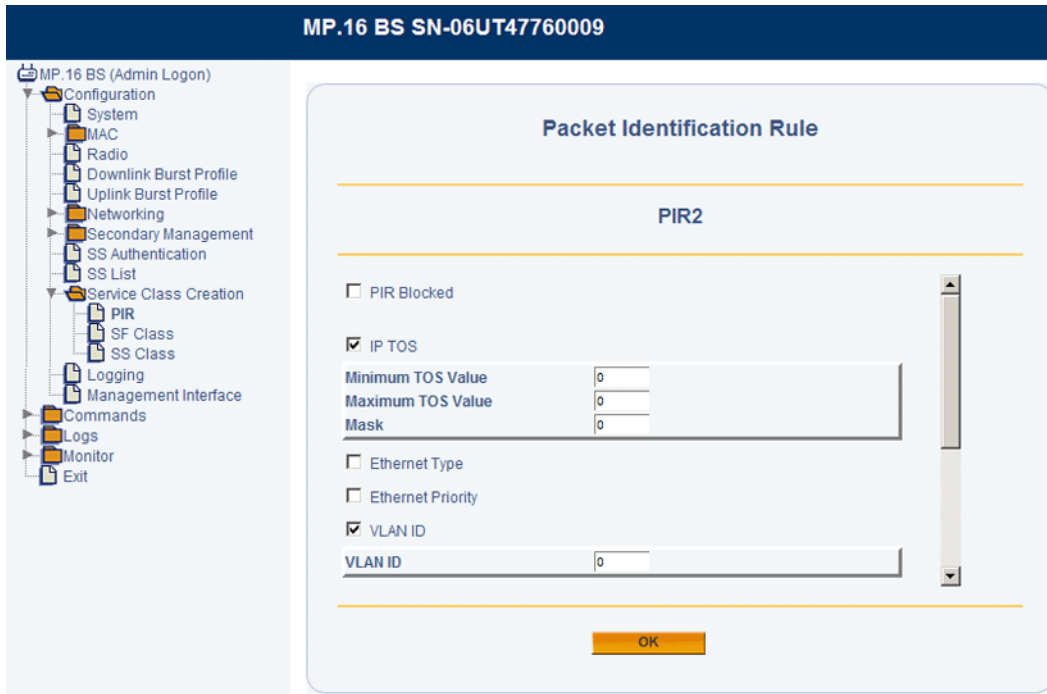 MP.16 BS SN-06UT47760009
MP.16 BS (Admin Logon)
Configuration
System
MAC
Radio
Downlink Burst Profile
Uplink Burst Profile
Networking
Secondary Management
SS Authentication
SS List
Service Class Creation
PIR
SF Class
SS Class
Logging
Management Interface
Commands
Logs
Monitor
Exit
Packet Identification Rule
PIR2
PIR Blocked
IP TOS
Minimum TOS Value 0
Maximum TOS Value 0
Mask 0
Ethernet Type
Ethernet Priority
VLAN ID
VLAN ID 0
OK